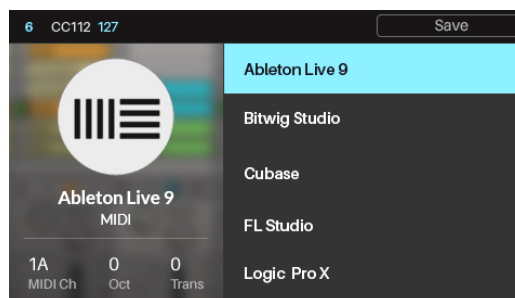 6 CC112 127 Save
Ableton Live 9
MIDI
1A 0 0
MIDI Ch Oct Trans
Ableton Live 9
Bitwig Studio
Cubase
FL Studio
Logic Pro X